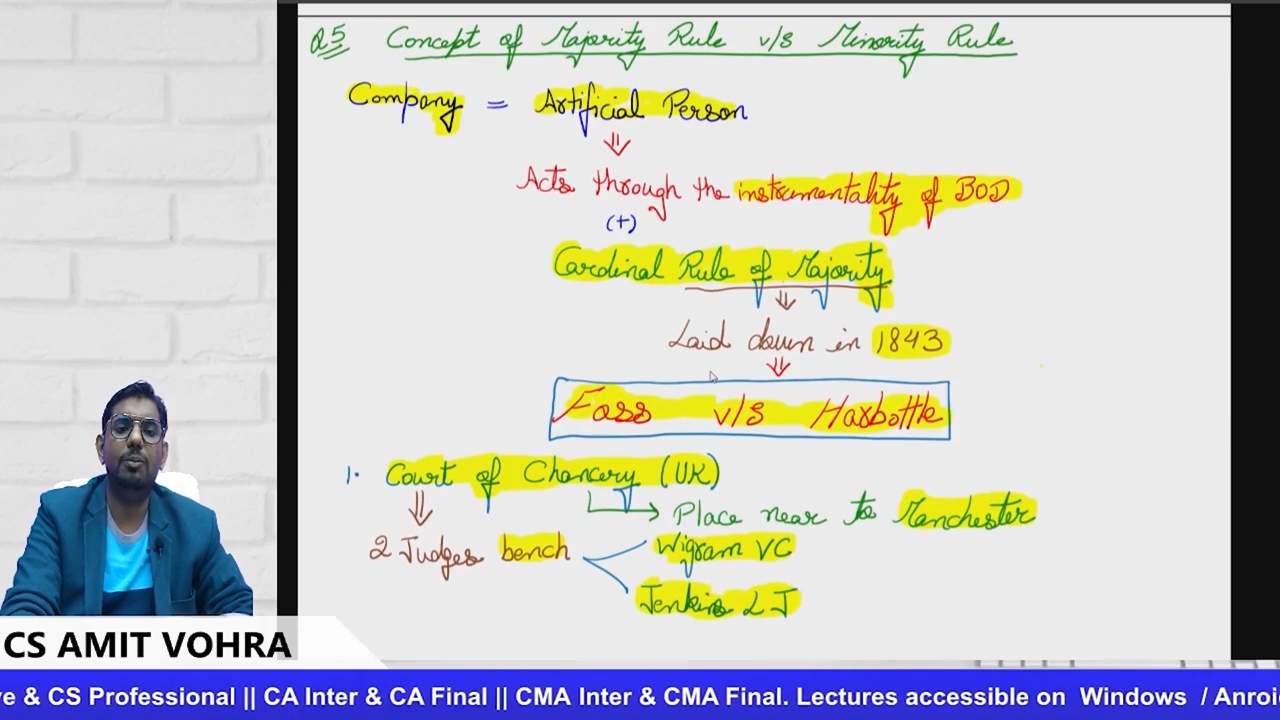 Q5 Concept of Majority Rule v/s Minority Rule
Company = Artificial Person
Acts through the instrumentality of BOD
(+)
Cardinal Rule of Majority
Laid down in 1843
Foss v/s Harbottle
1. Court of Chancery (UK)
Place near to Manchester
2 Judges bench
Wigram VC
Jenkins L J
CS AMIT VOHRA
ve & CS Professional || CA Inter & CA Final || CMA Inter & CMA Final. Lectures accessible on Windows / Anroi